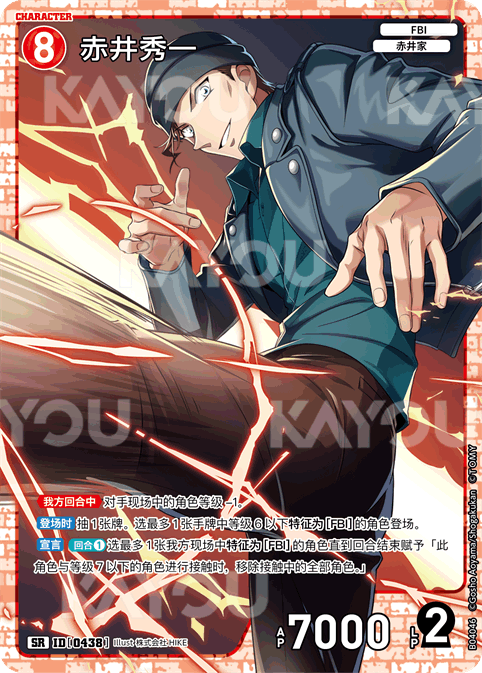 CHARACTER
8
赤井秀一
FBI
赤井家
KAYOU
KAYOU
KAYOU
YOU
KAYOU
我方回合中 对手现场中的角色等级-1。
登场时 抽1张牌。选最多1张手牌中等级6以下特征为[FBI]的角色登场。
宣言 回合1 选最多1张我方现场中特征为[FBI]的角色直到回合结束赋予「此
角色与等级7以下的角色进行接触时，移除接触中的全部角色。」
KAYOU
SR ID[0438] Illust·株式会社HIKE
AP 7000 LP 2
B04046 ©Gosho Aoyama/Shogakukan ©TOMY